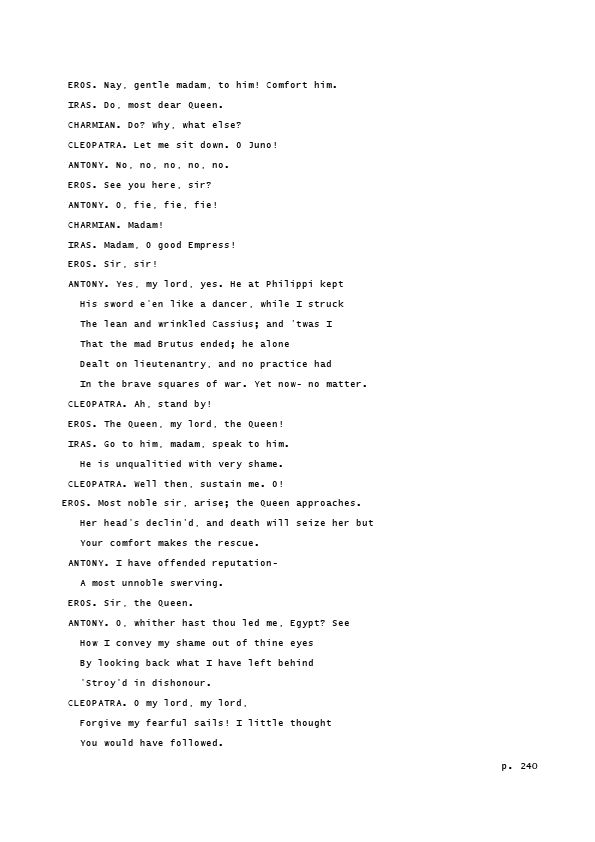 EROS. Nay, gentle madam, to him! Comfort him.
IRAS. Do, most dear Queen.
CHARMIAN. Do? Why, what else?
CLEOPATRA. Let me sit down. O Juno!
ANTONY. No, no, no, no, no.
EROS. See you here, sir?
ANTONY. O, fie, fie, fie!
CHARMIAN. Madam!
IRAS. Madam, O good Empress!
EROS. Sir, sir!
ANTONY. Yes, my lord, yes. He at Philippi kept
His sword e'en like a dancer, while I struck
The lean and wrinkled Cassius; and 'twas I
That the mad Brutus ended; he alone
Dealt on lieutenantry, and no practice had
In the brave squares of war. Yet now- no matter.
CLEOPATRA. Ah, stand by!
EROS. The Queen, my lord, the Queen!
IRAS. Go to him, madam, speak to him.
He is unqualitied with very shame.
CLEOPATRA. Well then, sustain me. O!
EROS. Most noble sir, arise; the Queen approaches.
Her head's declin'd, and death will seize her but
Your comfort makes the rescue.
ANTONY. I have offended reputation-
A most unnoble swerving.
EROS. Sir, the Queen.
ANTONY. O, whither hast thou led me, Egypt? See
How I convey my shame out of thine eyes
By looking back what I have left behind
'Stroy'd in dishonour.
CLEOPATRA. O my lord, my lord,
Forgive my fearful sails! I little thought
You would have followed.
p. 240